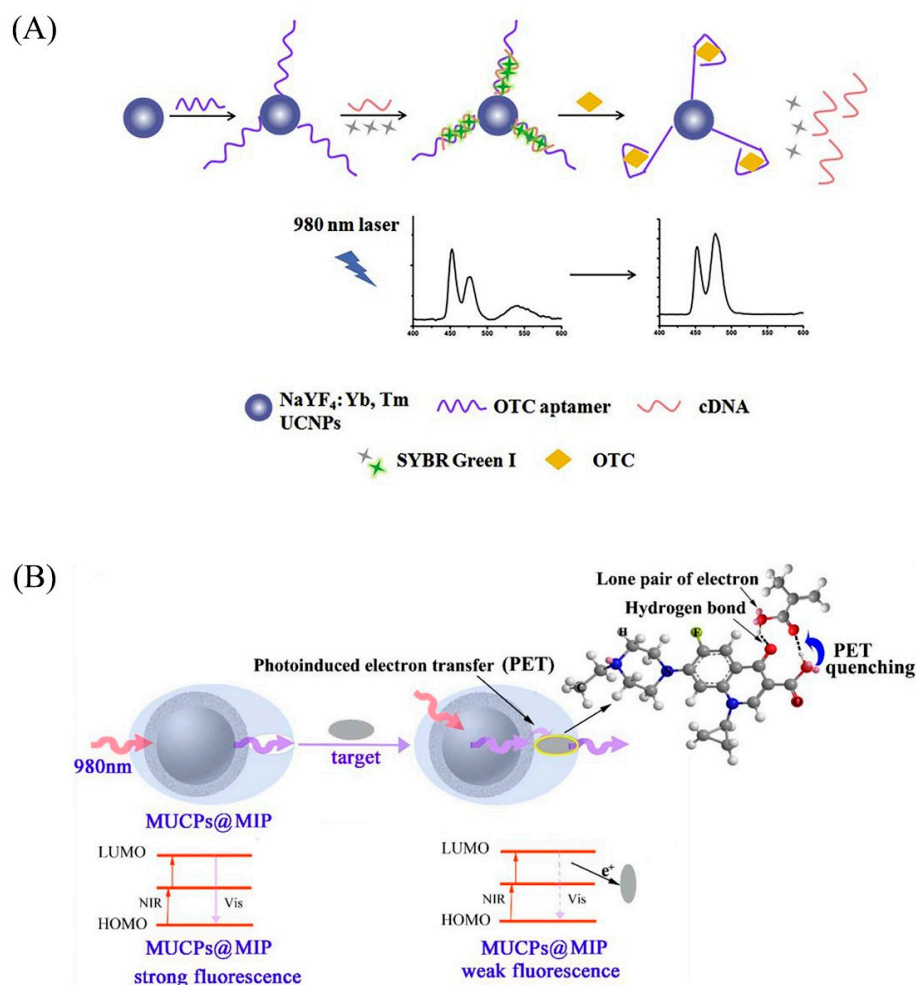 (A)
980 nm laser
400 450 500 550 600
400 450 500 550 600
NaYF₄: Yb, Tm
UCNPs
OTC aptamer
cDNA
SYBR Green I
OTC
(B)
Lone pair of electron
Hydrogen bond
H
F
Photoinduced electron transfer (PET)
N
N
N
PET
quenching
980nm
target
MUCPs@MIP
LUMO
NIR
Vis
HOMO
MUCPs@MIP
strong fluorescence
LUMO
e⁺
NIR
Vis
HOMO
MUCPs@MIP
weak fluorescence